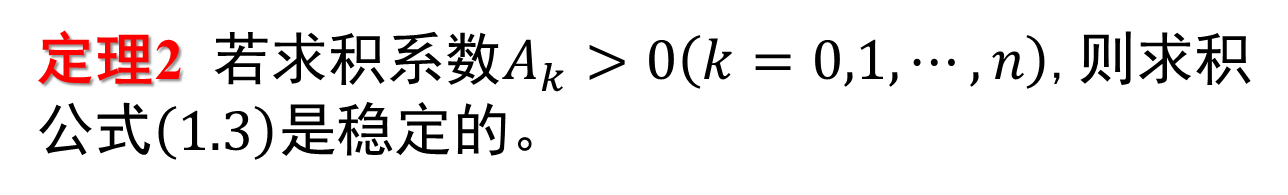 定理2 若求积系数𝐴ₖ > 0(𝑘 = 0,1,⋯,𝑛), 则求积
公式(1.3)是稳定的。